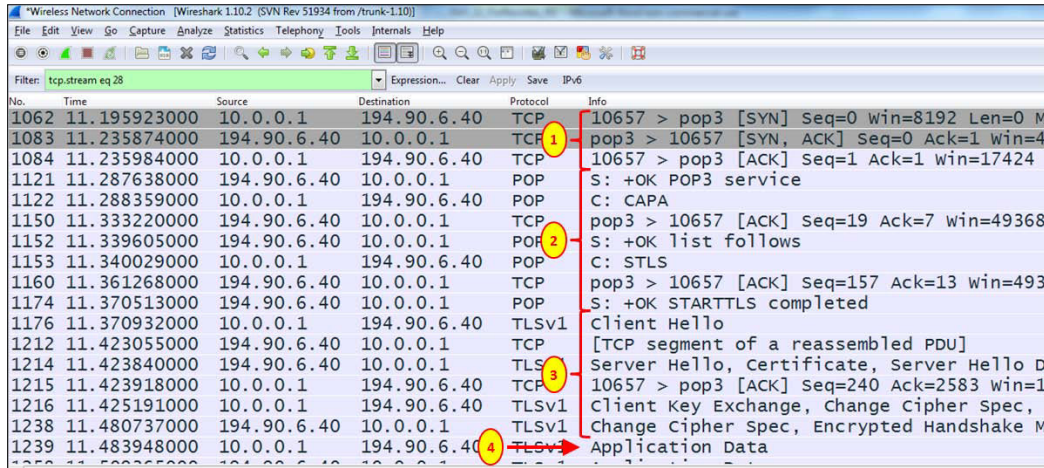 *Wireless Network Connection [Wireshark 1.10.2 (SVN Rev 51934 from /trunk-1.10)]
File Edit View Go Capture Analyze Statistics Telephony Tools Internals Help
Filter: tcp.stream eq 28 Expression... Clear Apply Save IPv6
No. Time Source Destination Protocol Info
1062 11.195923000 10.0.0.1 194.90.6.40 TCP 10657 > pop3 [SYN] Seq=0 Win=8192 Len=0 M
1083 11.235874000 194.90.6.40 10.0.0.1 TCP 1 pop3 > 10657 [SYN, ACK] Seq=0 Ack=1 Win=4
1084 11.235984000 10.0.0.1 194.90.6.40 TCP 10657 > pop3 [ACK] Seq=1 Ack=1 Win=17424
1121 11.287638000 194.90.6.40 10.0.0.1 POP S: +OK POP3 service
1122 11.288359000 10.0.0.1 194.90.6.40 POP C: CAPA
1150 11.333220000 194.90.6.40 10.0.0.1 TCP pop3 > 10657 [ACK] Seq=19 Ack=7 Win=49368
1152 11.339605000 194.90.6.40 10.0.0.1 POP 2 S: +OK list follows
1153 11.340029000 10.0.0.1 194.90.6.40 POP C: STLS
1160 11.361268000 194.90.6.40 10.0.0.1 TCP pop3 > 10657 [ACK] Seq=157 Ack=13 Win=493
1174 11.370513000 194.90.6.40 10.0.0.1 POP S: +OK STARTTLS completed
1176 11.370932000 10.0.0.1 194.90.6.40 TLSv1 Client Hello
1212 11.423055000 194.90.6.40 10.0.0.1 TCP [TCP segment of a reassembled PDU]
1214 11.423840000 194.90.6.40 10.0.0.1 TLSv1 3 Server Hello, Certificate, Server Hello D
1215 11.423918000 10.0.0.1 194.90.6.40 TCP 10657 > pop3 [ACK] Seq=240 Ack=2583 Win=1
1216 11.425191000 10.0.0.1 194.90.6.40 TLSv1 Client Key Exchange, Change Cipher Spec,
1238 11.480737000 194.90.6.40 10.0.0.1 TLSv1 Change Cipher Spec, Encrypted Handshake M
1239 11.483948000 10.0.0.1 194.90.6.40 4 TLSv1 Application Data